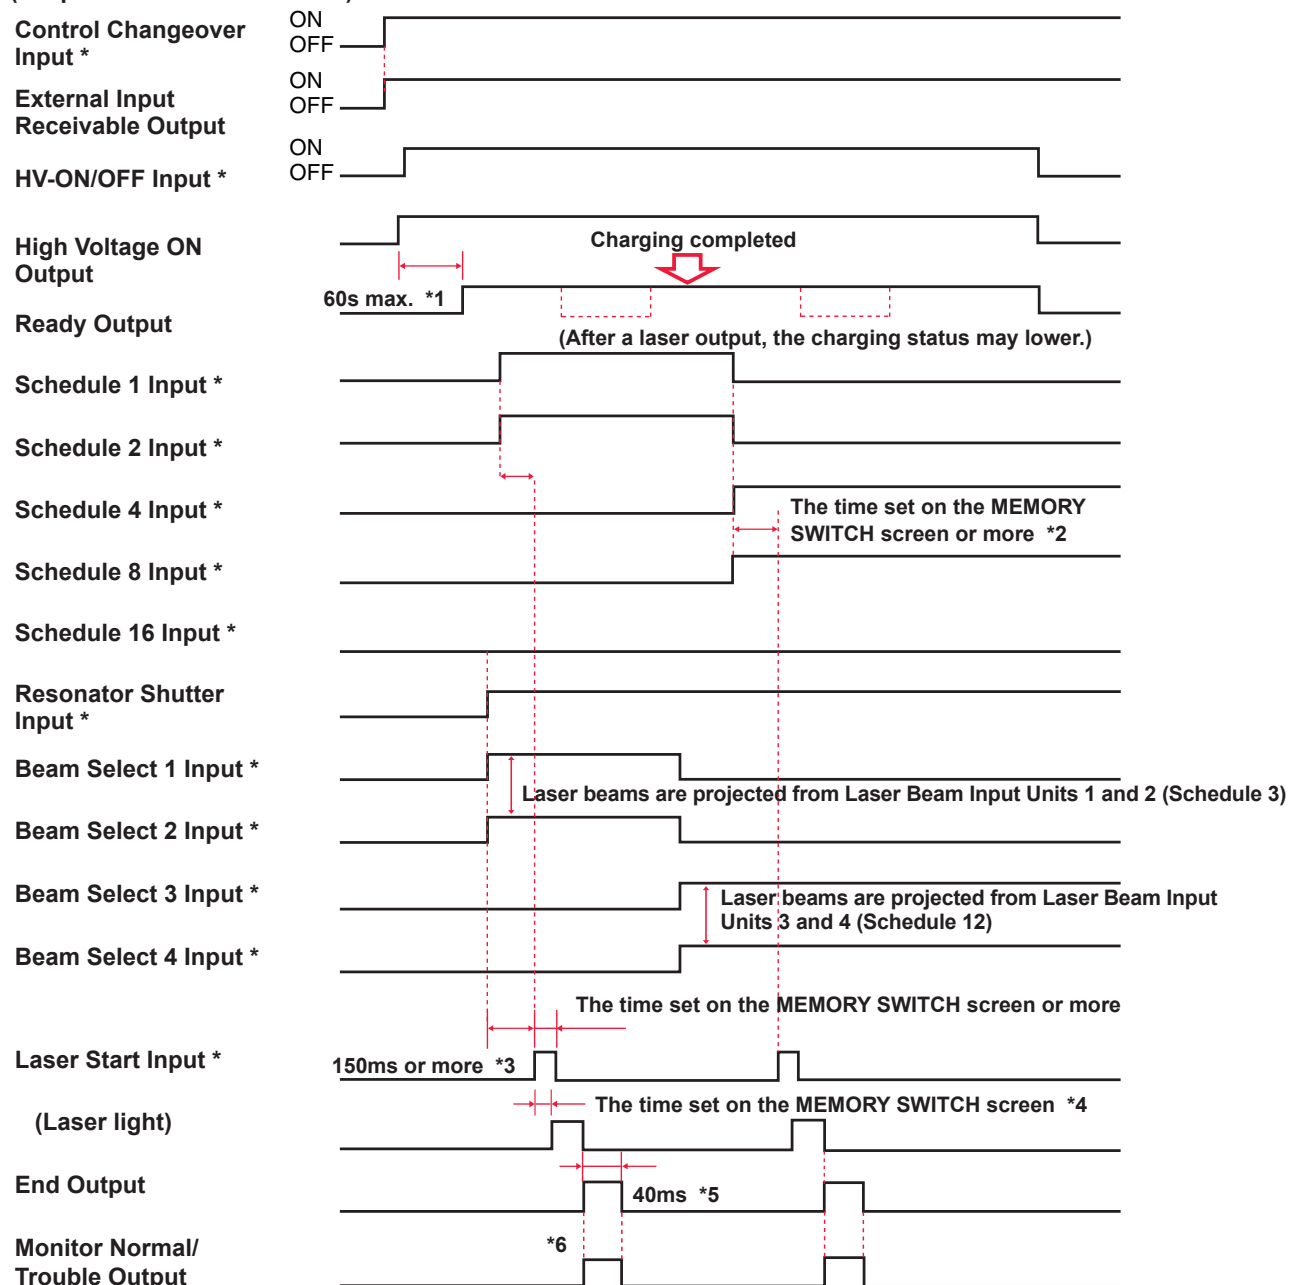 Control Changeover
Input *
ON
OFF
External Input
Receivable Output
ON
OFF
HV-ON/OFF Input *
ON
OFF
High Voltage ON
Output
Charging completed
60s max. *1
Ready Output
(After a laser output, the charging status may lower.)
Schedule 1 Input *
Schedule 2 Input *
Schedule 4 Input *
The time set on the MEMORY
SWITCH screen or more *2
Schedule 8 Input *
Schedule 16 Input *
Resonator Shutter
Input *
Beam Select 1 Input *
Laser beams are projected from Laser Beam Input Units 1 and 2 (Schedule 3)
Beam Select 2 Input *
Beam Select 3 Input *
Laser beams are projected from Laser Beam Input
Units 3 and 4 (Schedule 12)
Beam Select 4 Input *
The time set on the MEMORY SWITCH screen or more
Laser Start Input *
150ms or more *3
The time set on the MEMORY SWITCH screen *4
(Laser light)
End Output
40ms *5
*6
Monitor Normal/
Trouble Output